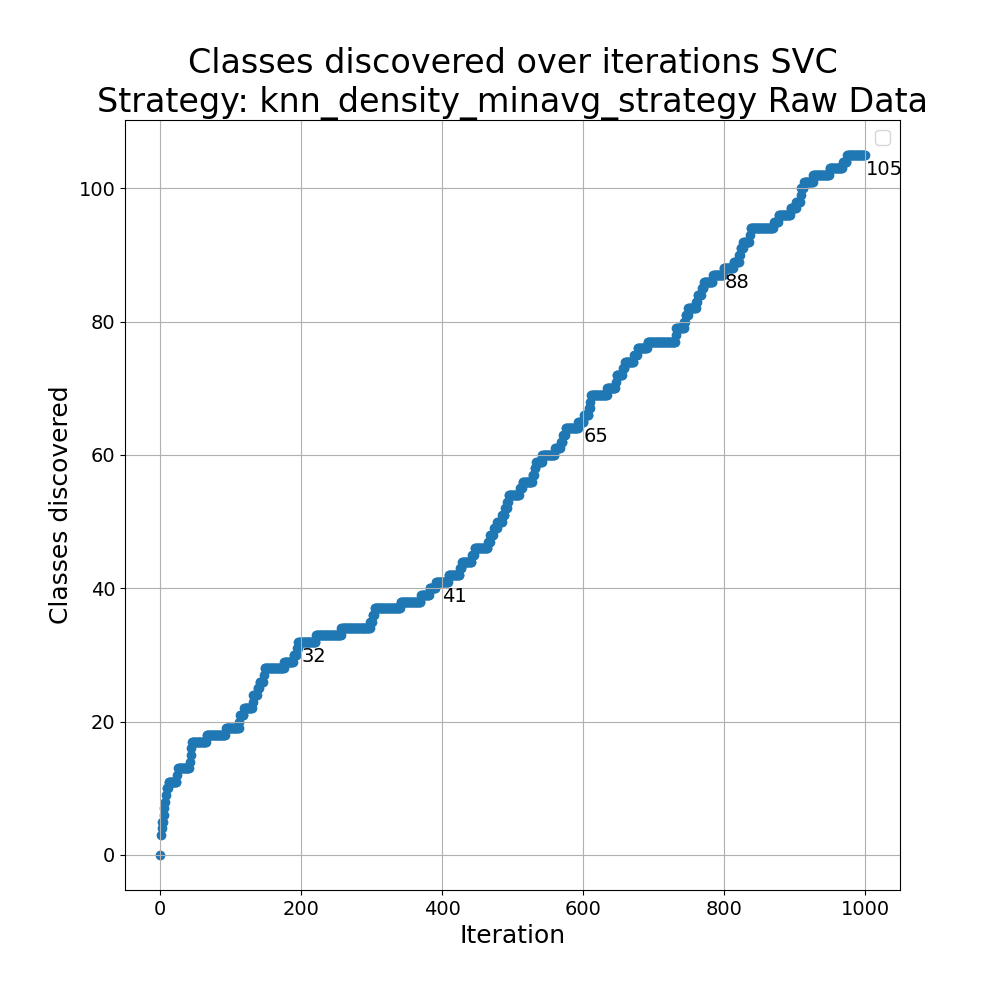 Classes discovered over iterations SVC
Strategy: knn_density_minavg_strategy Raw Data
Classes discovered
100
80
60
40
20
0
105
88
65
41
32
0 200 400 600 800 1000
Iteration